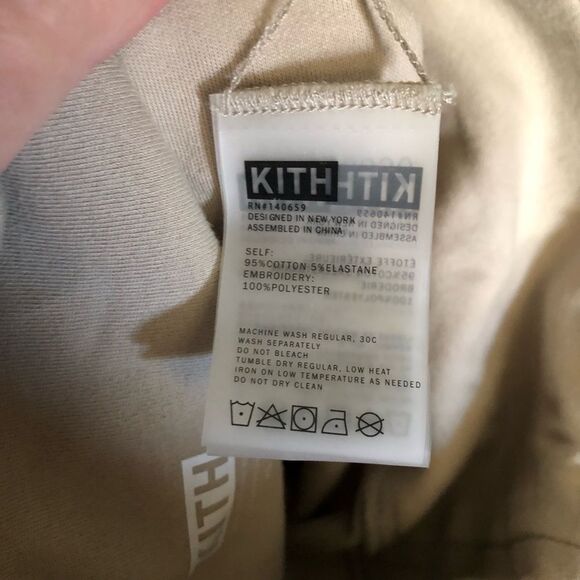 KITH
RN#140659
DESIGNED IN NEW YORK
ASSEMBLED IN CHINA
SELF:
95%COTTON 5%ELASTANE
EMBROIDERY:
100%POLYESTER
MACHINE WASH REGULAR, 30C
WASH SEPARATELY
DO NOT BLEACH
TUMBLE DRY REGULAR, LOW HEAT
IRON ON LOW TEMPERATURE AS NEEDED
DO NOT DRY CLEAN
KITH